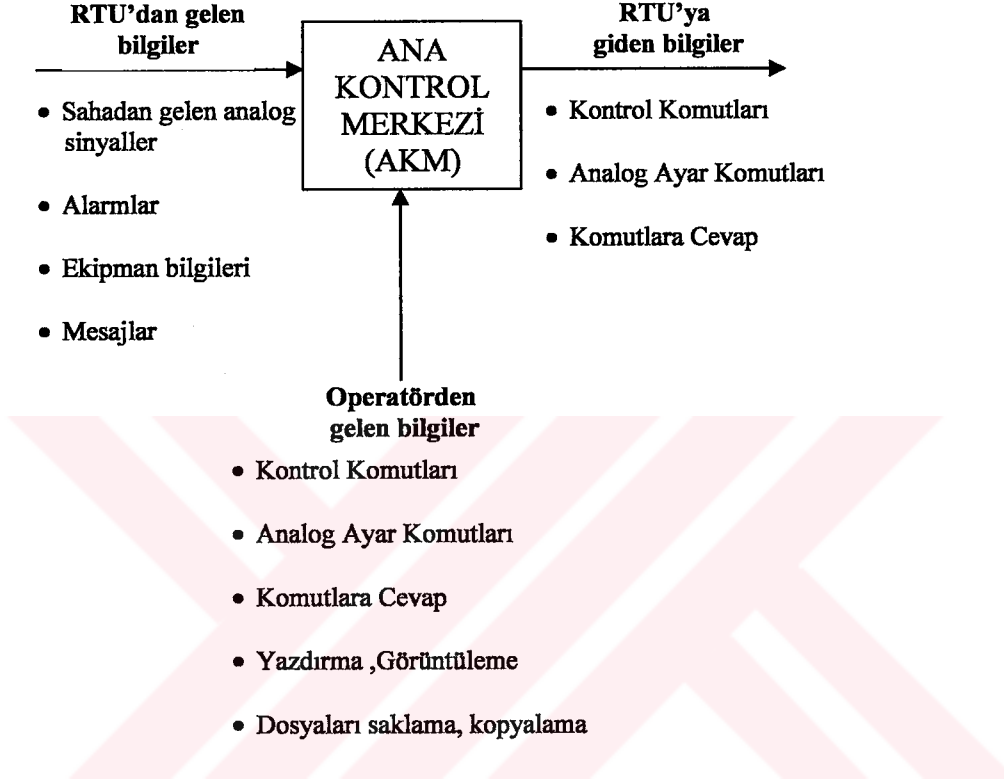 RTU'dan gelen
bilgiler
• Sahadan gelen analog
sinyaller
• Alarmlar
• Ekipman bilgileri
• Mesajlar
ANA
KONTROL
MERKEZİ
(AKM)
RTU'ya
giden bilgiler
• Kontrol Komutları
• Analog Ayar Komutları
• Komutlara Cevap
Operatörden
gelen bilgiler
• Kontrol Komutları
• Analog Ayar Komutları
• Komutlara Cevap
• Yazdırma ,Görüntüleme
• Dosyaları saklama, kopyalama